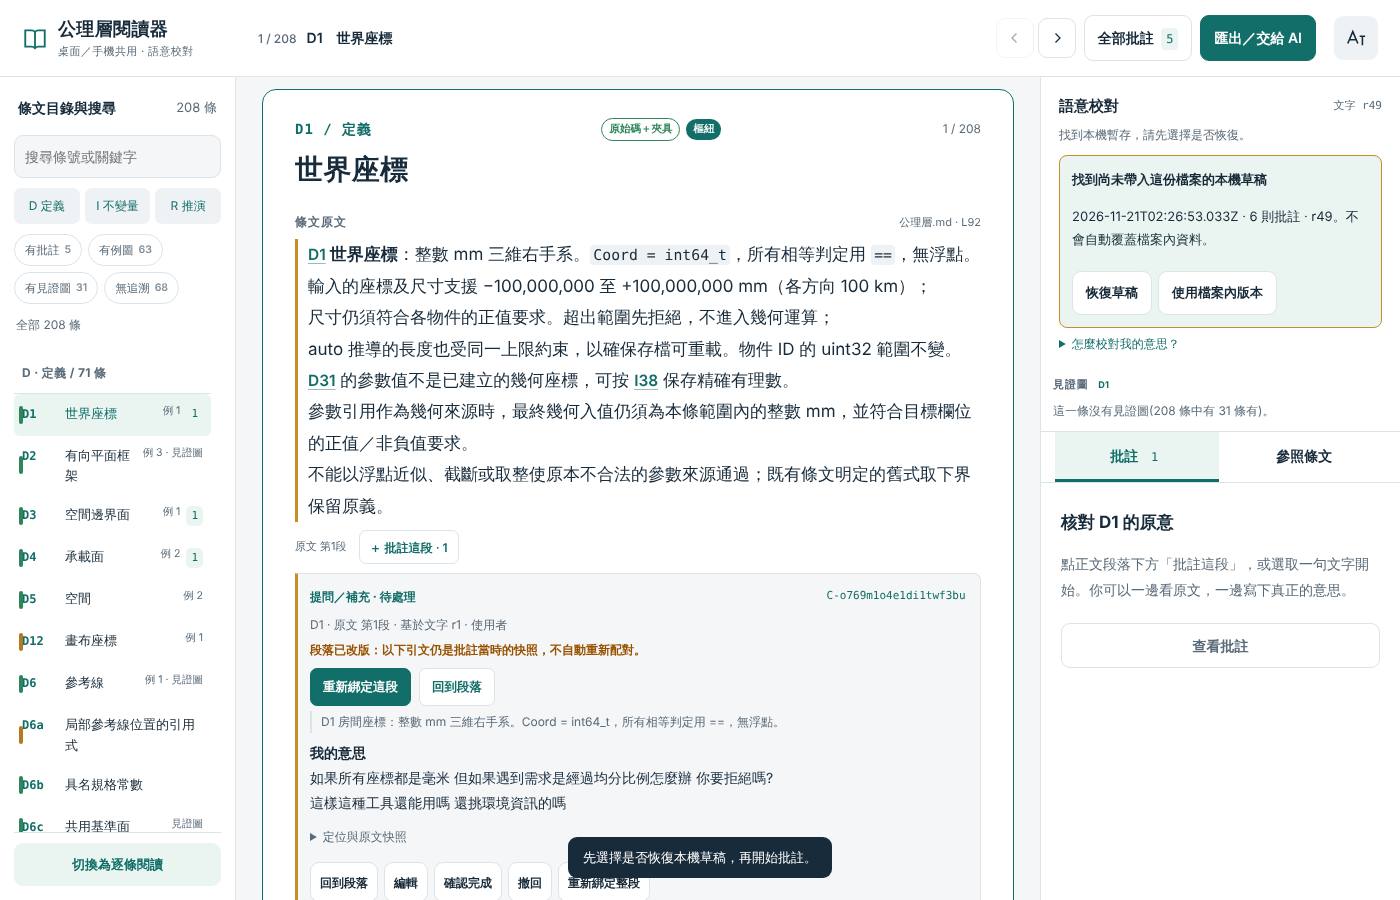 公理層閱讀器
桌面／手機共用 · 語意校對
1 / 208 D1 世界座標
全部批註 5
匯出／交給 AI
條文目錄與搜尋 208 條
搜尋條號或關鍵字
D 定義
I 不變量
R 推演
有批註 5
有例圖 63
有見證圖 31
無追溯 68
全部 208 條
D · 定義 / 71 條
D1 世界座標 例 1 1
D2 有向平面框架 例 3 · 見證圖
D3 空間邊界面 例 1 1
D4 承載面 例 2 1
D5 空間 例 2
D12 畫布座標 例 1
D6 參考線 例 1 · 見證圖
D6a 局部參考線位置的引用式
D6b 具名規格常數
D6c 共用基準面 見證圖
切換為逐條閱讀
D1 / 定義
原始碼＋夾具
樞紐
1 / 208
世界座標
條文原文
公理層.md · L92
D1 世界座標：整數 mm 三維右手系。Coord = int64_t，所有相等判定用 ==，無浮點。
輸入的座標及尺寸支援 −100,000,000 至 +100,000,000 mm（各方向 100 km）；
尺寸仍須符合各物件的正值要求。超出範圍先拒絕，不進入幾何運算；
auto 推導的長度也受同一上限約束，以確保存檔可重載。物件 ID 的 uint32 範圍不變。
D31 的參數值不是已建立的幾何座標，可按 I38 保存精確有理數。
參數引用作為幾何來源時，最終幾何入值仍須為本條範圍內的整數 mm，並符合目標欄位
的正值／非負值要求。
不能以浮點近似、截斷或取整使原本不合法的參數來源通過；既有條文明定的舊式取下界
保留原義。
原文 第1段
＋ 批註這段 · 1
提問／補充 · 待處理
C-o769m1o4e1di1twf3bu
D1 · 原文 第1段 · 基於文字 r1 · 使用者
段落已改版：以下引文仍是批註當時的快照，不自動重新配對。
重新綁定這段
回到段落
D1 房間座標：整數 mm 三維右手系。Coord = int64_t，所有相等判定用 ==，無浮點。
我的意思
如果所有座標都是毫米 但如果遇到需求是經過均分比例怎麼辦 你要拒絕嗎?
這樣這種工具還能用嗎 還挑環境資訊的嗎
定位與原文快照
回到段落
編輯
確認完成
撤回
重新綁定整段
先選擇是否恢復本機草稿，再開始批註。
語意校對 文字 r49
找到本機暫存，請先選擇是否恢復。
找到尚未帶入這份檔案的本機草稿
2026-11-21T02:26:53.033Z · 6 則批註 · r49。不
會自動覆蓋檔案內資料。
恢復草稿
使用檔案內版本
怎麼校對我的意思？
見證圖 D1
這一條沒有見證圖(208 條中有 31 條有)。
批註 1
參照條文
核對 D1 的原意
點正文段落下方「批註這段」，或選取一句文字開
始。你可以一邊看原文，一邊寫下真正的意思。
查看批註